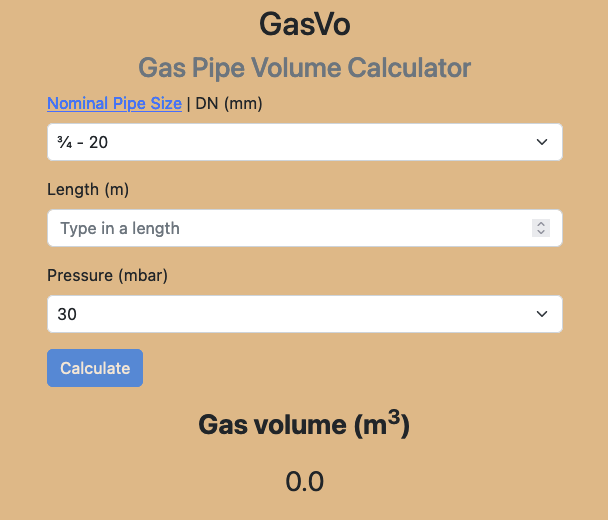 GasVo
Gas Pipe Volume Calculator
Nominal Pipe Size | DN (mm)
¾ - 20
Length (m)
Type in a length
Pressure (mbar)
30
Calculate
Gas volume (m³)
0.0